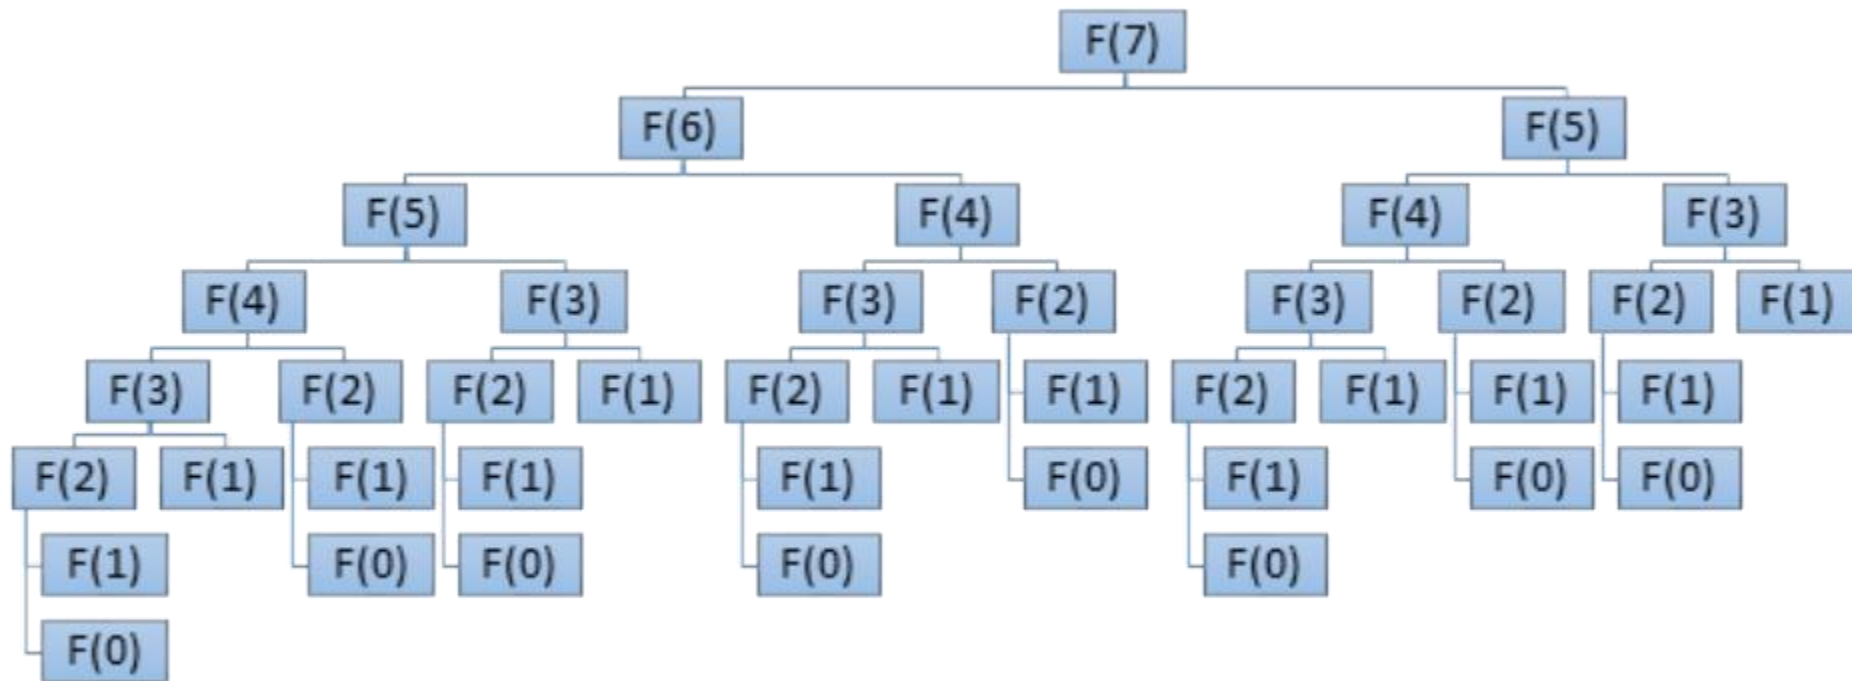 F(7)
F(6) F(5)
F(5) F(4) F(4) F(3)
F(4) F(3) F(3) F(2) F(3) F(2) F(2) F(1)
F(3) F(2) F(2) F(1) F(2) F(1) F(1) F(2) F(1) F(1) F(1)
F(2) F(1) F(1) F(1) F(1) F(0) F(1) F(0) F(0)
F(1) F(0) F(0) F(0) F(0)
F(0)